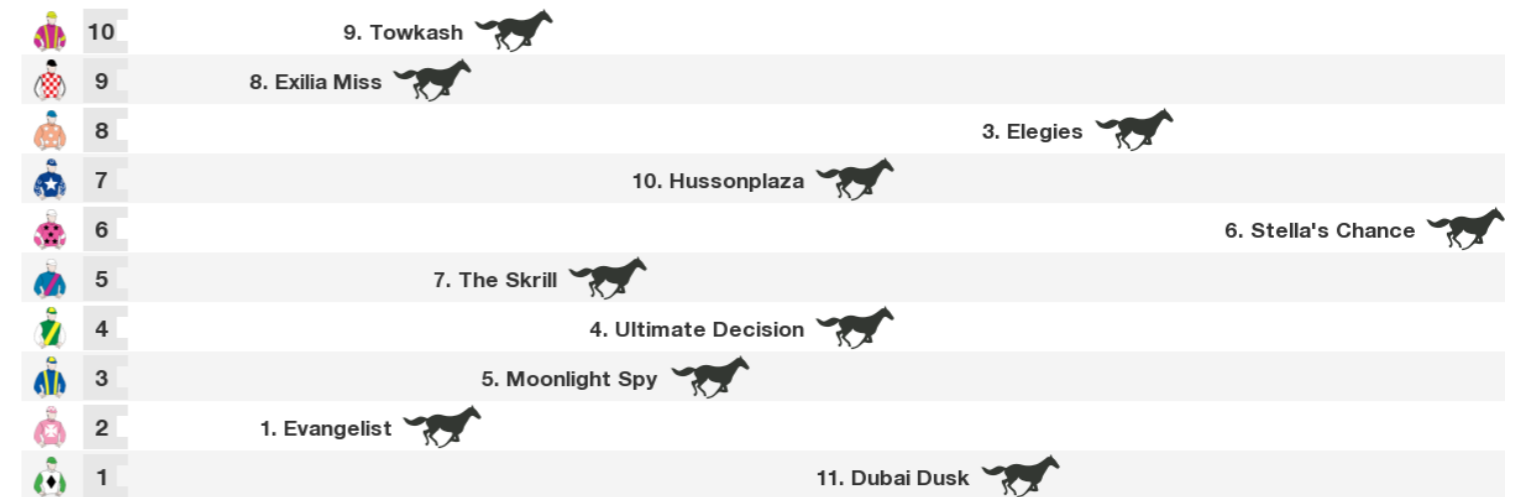 10 9. Towkash
9 8. Exilia Miss
8 3. Elegies
7 10. Hussonplaza
6 6. Stella's Chance
5 7. The Skrill
4 4. Ultimate Decision
3 5. Moonlight Spy
2 1. Evangelist
1 11. Dubai Dusk